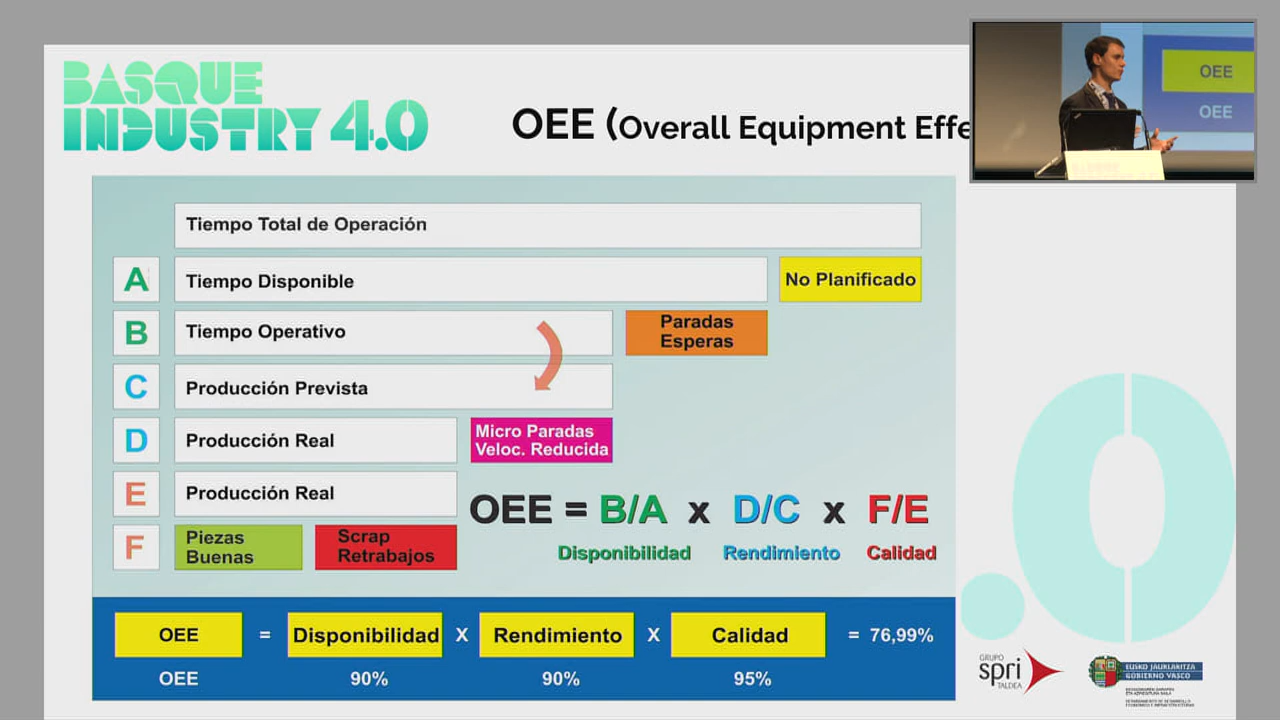 BASQUE
INDUSTRY 4.0
OEE (Overall Equipment Effe
OEE
OEE
Tiempo Total de Operación
A
Tiempo Disponible
No Planificado
B
Tiempo Operativo
Paradas
Esperas
C
Producción Prevista
D
Producción Real
Micro Paradas
Veloc. Reducida
E
Producción Real
F
Piezas
Buenas
Scrap
Retrabajos
OEE = B/A x D/C x F/E
Disponibilidad
Rendimiento
Calidad
OEE = Disponibilidad X Rendimiento X Calidad = 76,99%
OEE 90% 90% 95%
.0
GRUPO
spri
TALDEA
EUSKO JAURLARITZA
GOBIERNO VASCO